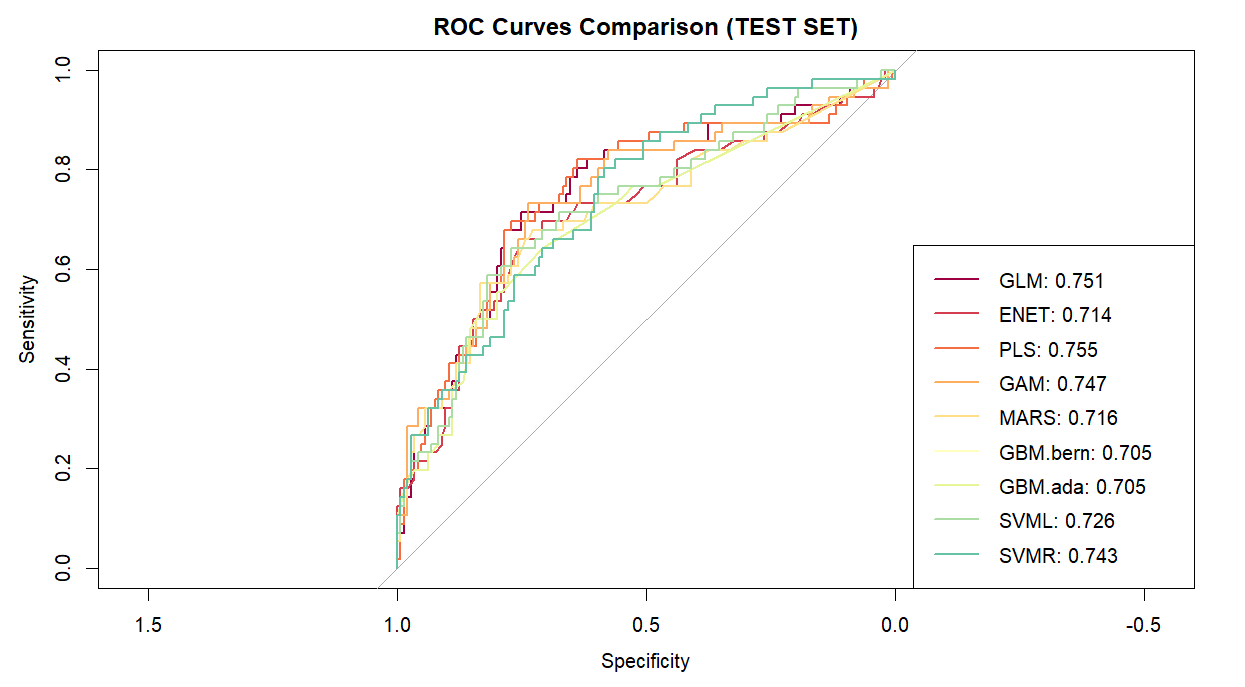 ROC Curves Comparison (TEST SET)
Sensitivity
1.0
0.8
0.6
0.4
0.2
0.0
GLM: 0.751
ENET: 0.714
PLS: 0.755
GAM: 0.747
MARS: 0.716
GBM.bern: 0.705
GBM.ada: 0.705
SVML: 0.726
SVMR: 0.743
1.5 1.0 0.5 0.0 -0.5
Specificity